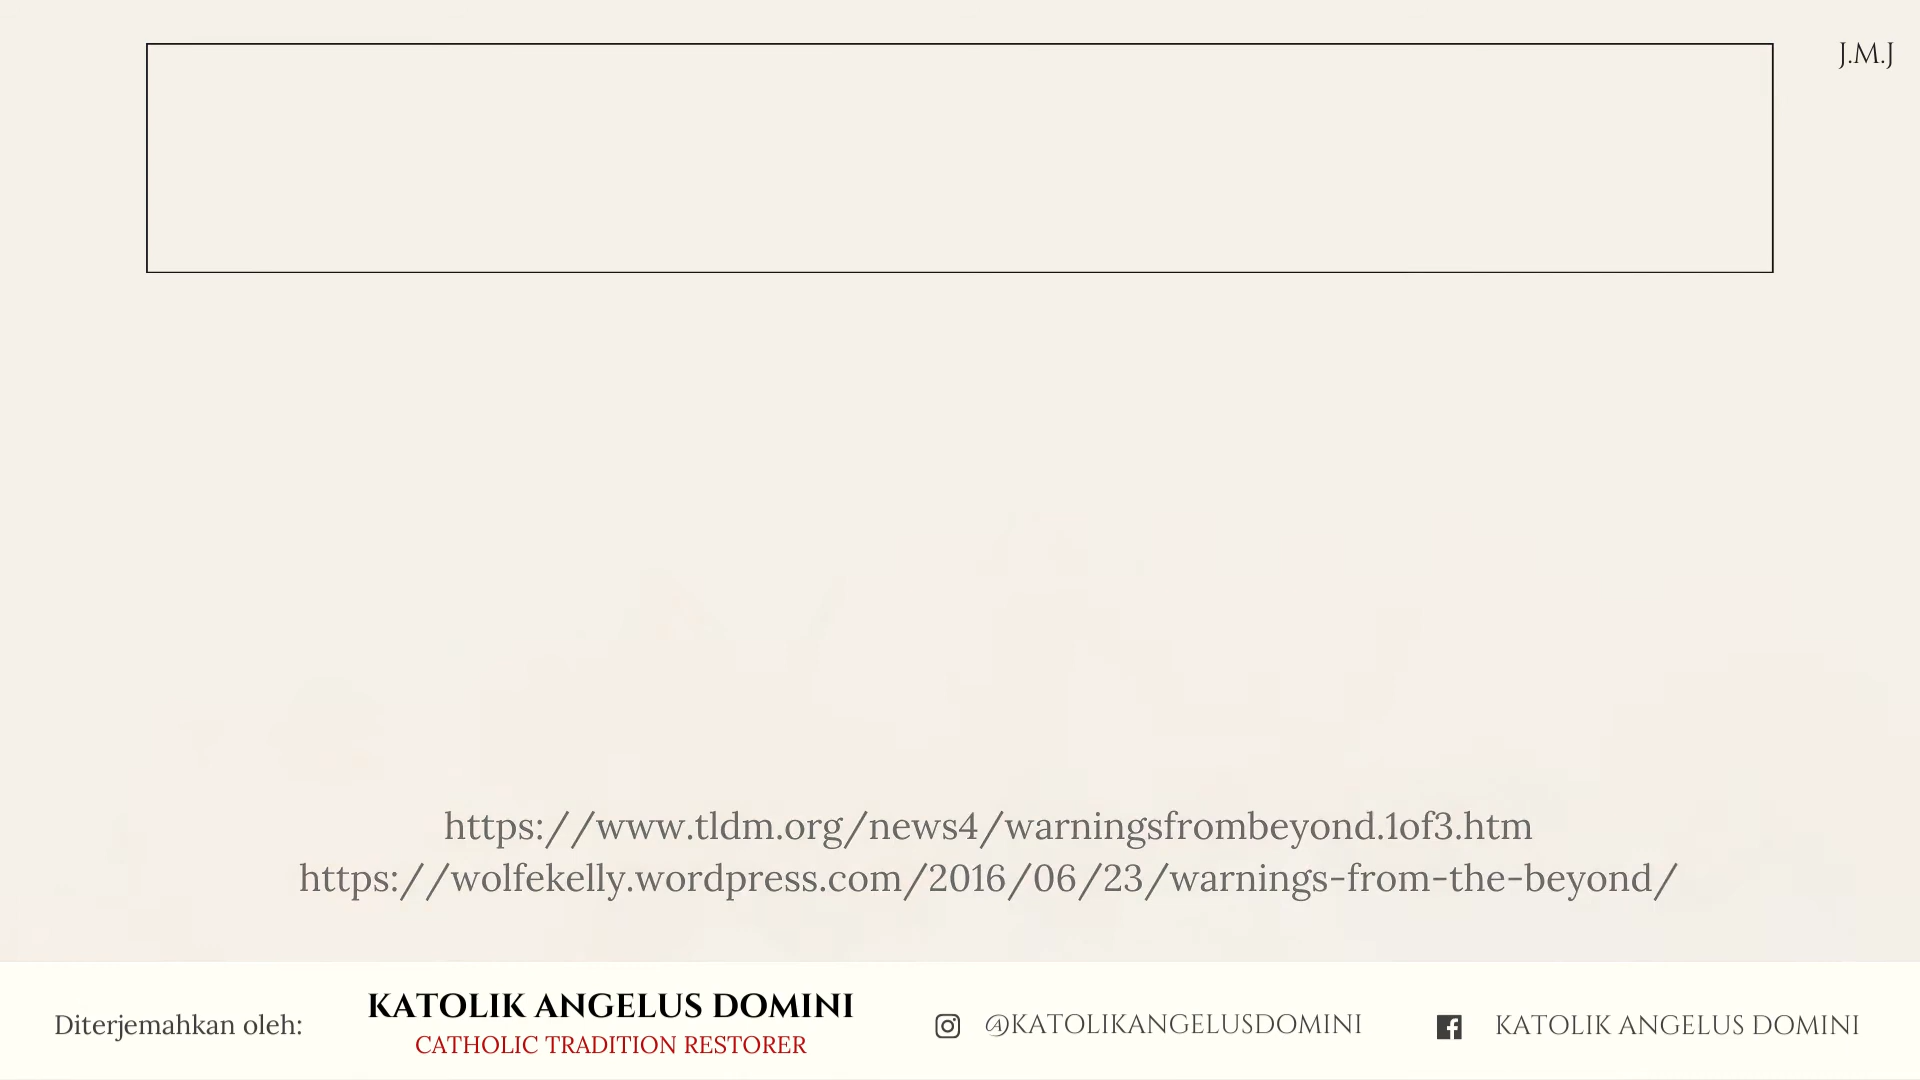 J.M.J
https://www.tldm.org/news4/warningsfrombeyond.1of3.htm
https://wolfekelly.wordpress.com/2016/06/23/warnings-from-the-beyond/
Diterjemahkan oleh:
KATOLIK ANGELUS DOMINI
CATHOLIC TRADITION RESTORER
@KATOLIKANGELUSDOMINI
KATOLIK ANGELUS DOMINI